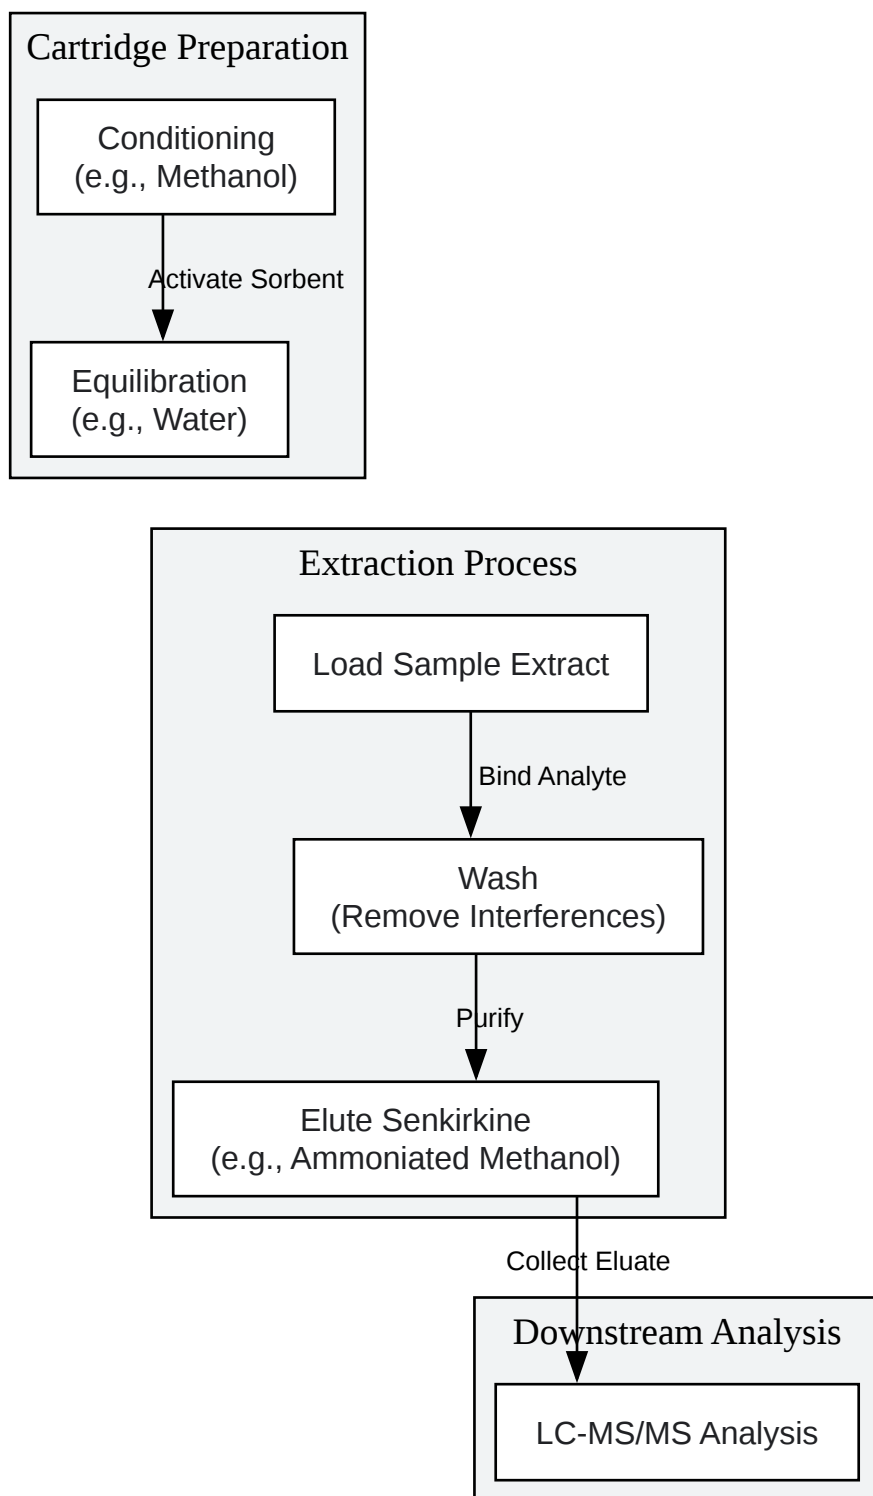 Cartridge Preparation
Conditioning
(e.g., Methanol)
Activate Sorbent
Equilibration
(e.g., Water)
Extraction Process
Load Sample Extract
Bind Analyte
Wash
(Remove Interferences)
Purify
Elute Senkirkine
(e.g., Ammoniated Methanol)
Collect Eluate
Downstream Analysis
LC-MS/MS Analysis